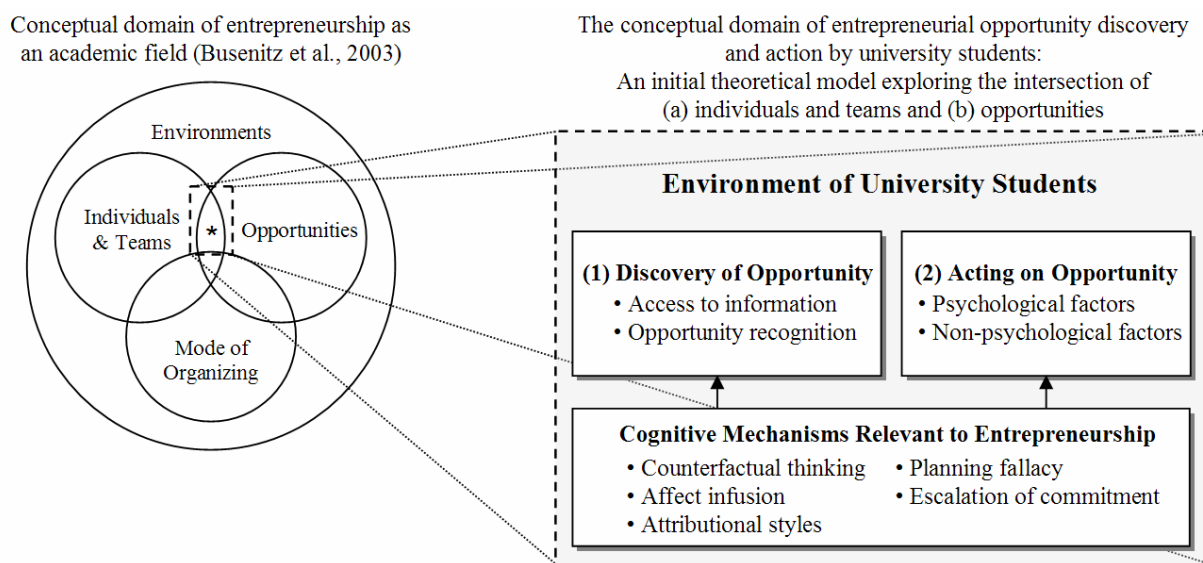 Conceptual domain of entrepreneurship as
an academic field (Busenitz et al., 2003)
Environments
Individuals
& Teams
*
Opportunities
Mode of
Organizing
The conceptual domain of entrepreneurial opportunity discovery
and action by university students:
An initial theoretical model exploring the intersection of
(a) individuals and teams and (b) opportunities
Environment of University Students
(1) Discovery of Opportunity
• Access to information
• Opportunity recognition
(2) Acting on Opportunity
• Psychological factors
• Non-psychological factors
Cognitive Mechanisms Relevant to Entrepreneurship
• Counterfactual thinking
• Affect infusion
• Attributional styles
• Planning fallacy
• Escalation of commitment